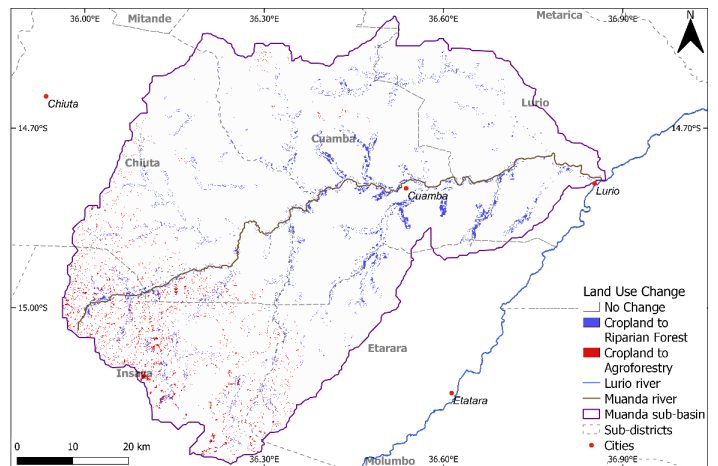 36.00°E
36.30°E
36.60°E
36.90°E
Mitande
Metarica
N
Chiuta
Lurio
14.70°S
14.70°S
Cuamba
Chiuta
Cuamba
Lurio
15.00°S
Land Use Change
No Change
Cropland to
Riparian Forest
Cropland to
Agroforestry
Lurio river
Muanda river
Muanda sub-basin
Sub-districts
Cities
Etarara
Insaca
Etatara
0 10 20 km
36.30°E
Molumbo
36.60°E
36.90°E